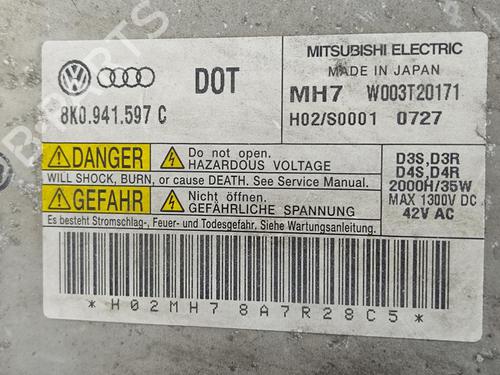 DOT
8K0.941.597 C
MITSUBISHI ELECTRIC
MADE IN JAPAN
MH7 W003T20171
H02/S0001 0727
DANGER
Do not open.
HAZARDOUS VOLTAGE
WILL SHOCK, BURN, or cause DEATH. See Service Manual.
GEFAHR
Nicht öffnen.
GEFÄHRLICHE SPANNUNG
Es besteht Stromschlag-, Feuer- und Todesgefahr. Siehe Wartungsanleitung.
D3S,D3R
D4S,D4R
2000H/35W
MAX 1300V DC
42V AC
*H02MH78A7R28C5*
B-PARTS